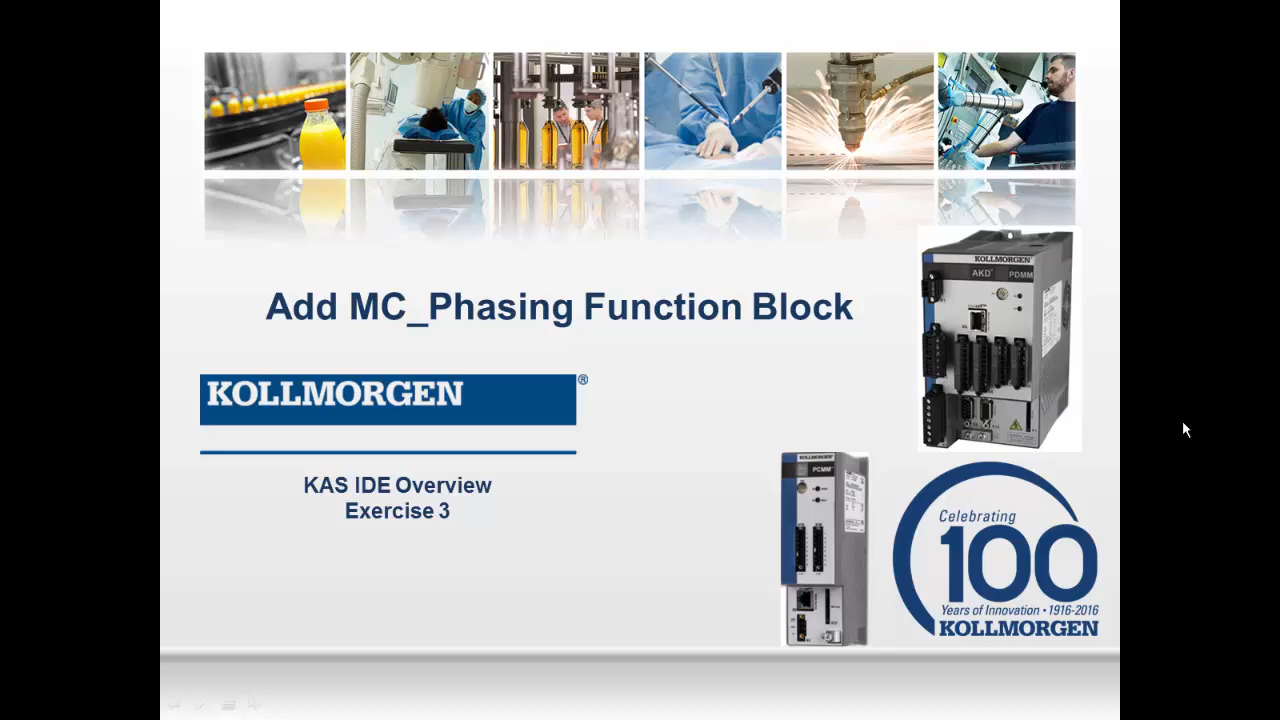 Add MC_Phasing Function Block
KOLLMORGEN®
KAS IDE Overview
Exercise 3
KOLLMORGEN
AKD PDMM
KOLLMORGEN
PCMM
Celebrating
100
Years of Innovation • 1916-2016
KOLLMORGEN